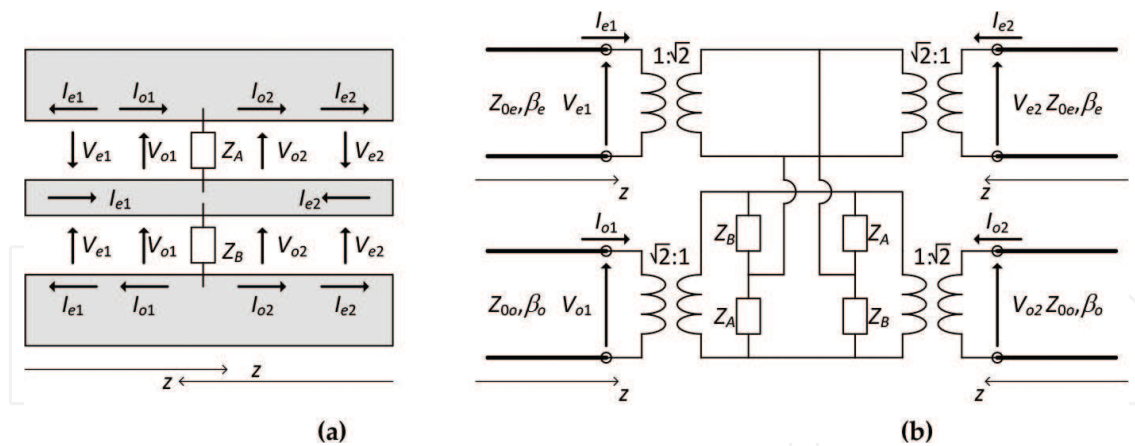 I_e1 I_o1 I_o2 I_e2
V_e1 V_o1 Z_A V_o2 V_e2
I_e1 I_e2
V_e1 V_o1 Z_B V_o2 V_e2
I_e1 I_o1 I_o2 I_e2
z z
(a)
I_e1 I_e2
1:√2 √2:1
Z_0e,β_e V_e1 V_e2 Z_0e,β_e
z z
I_o1 Z_B Z_A I_o2
√2:1 1:√2
Z_0o,β_o V_o1 Z_A Z_B V_o2 Z_0o,β_o
z z
(b)